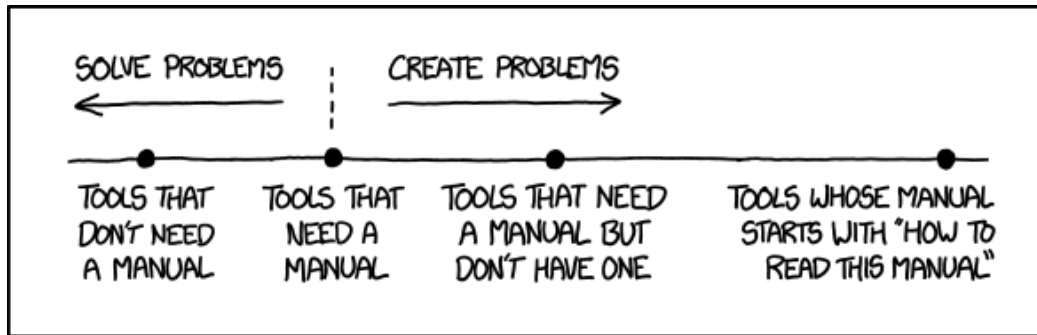 SOLVE PROBLEMS
CREATE PROBLEMS
TOOLS THAT
DON'T NEED
A MANUAL
TOOLS THAT
NEED A
MANUAL
TOOLS THAT NEED
A MANUAL BUT
DON'T HAVE ONE
TOOLS WHOSE MANUAL
STARTS WITH "HOW TO
READ THIS MANUAL"